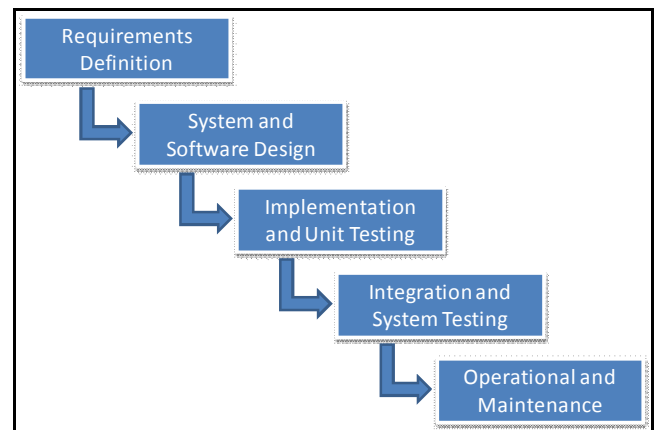 Requirements
Definition
System and
Software Design
Implementation
and Unit Testing
Integration and
System Testing
Operational and
Maintenance